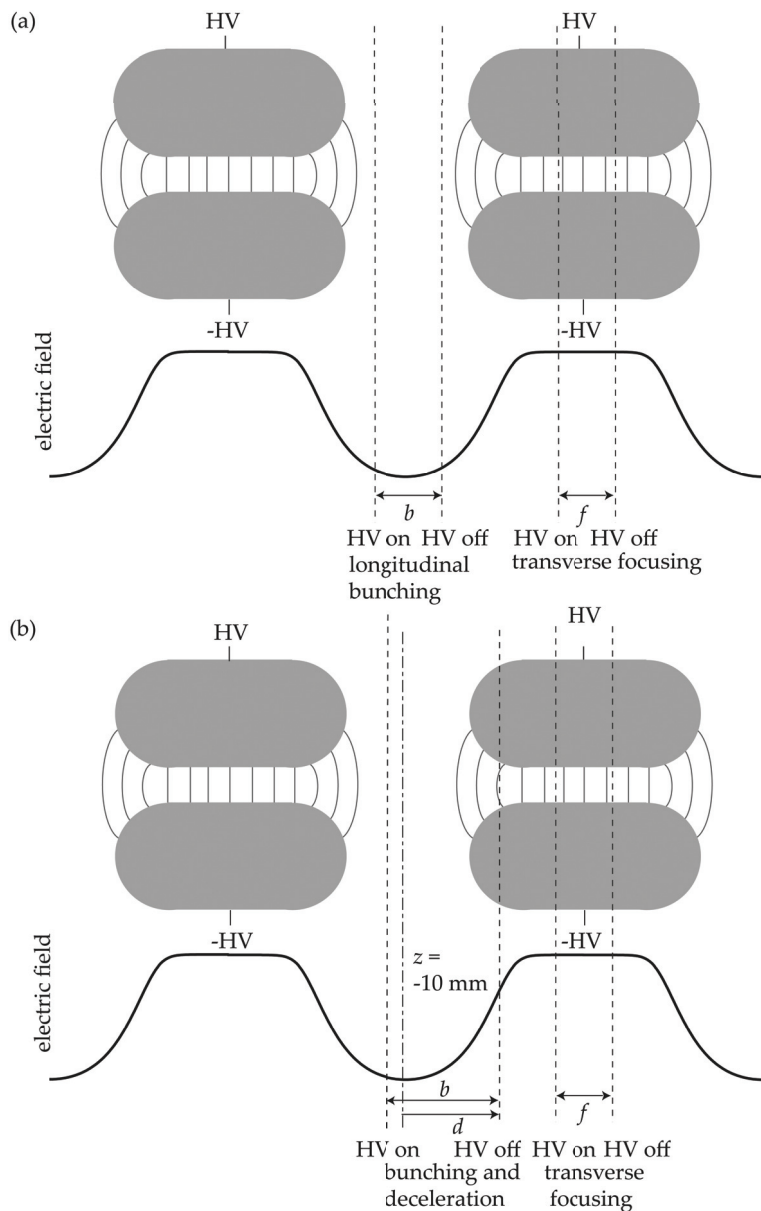 (a)
HV
HV
-HV
-HV
electric field
b
f
HV on HV off
longitudinal
bunching
HV on HV off
transverse focusing
(b)
HV
HV
-HV
-HV
electric field
z =
-10 mm
b
d
f
HV on
HV off
bunching and
deceleration
HV on HV off
transverse
focusing